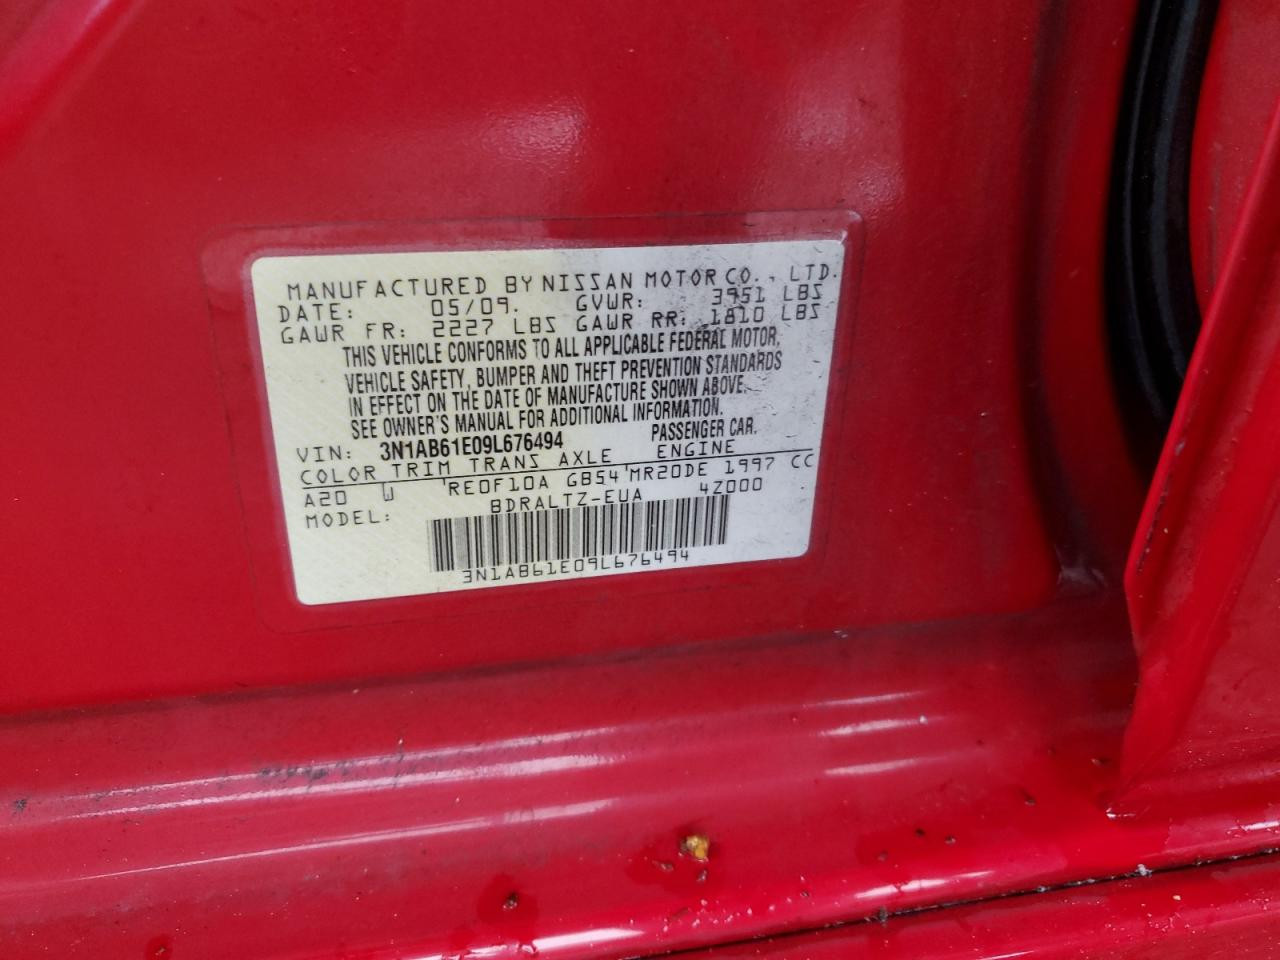 MANUFACTURED BY NISSAN MOTOR CO., LTD.
DATE: 05/09. GVWR: 3951 LBS
GAWR FR: 2227 LBS GAWR RR: 1810 LBS
THIS VEHICLE CONFORMS TO ALL APPLICABLE FEDERAL MOTOR,
VEHICLE SAFETY, BUMPER AND THEFT PREVENTION STANDARDS
IN EFFECT ON THE DATE OF MANUFACTURE SHOWN ABOVE.
SEE OWNER'S MANUAL FOR ADDITIONAL INFORMATION.
VIN: 3N1AB61E09L676494 PASSENGER CAR.
COLOR TRIM TRANS AXLE ENGINE
A20 W RE0F10A GB54 MR20DE 1997 CC
MODEL: BDRALTZ-EUA 4Z000
3N1AB61E09L676494